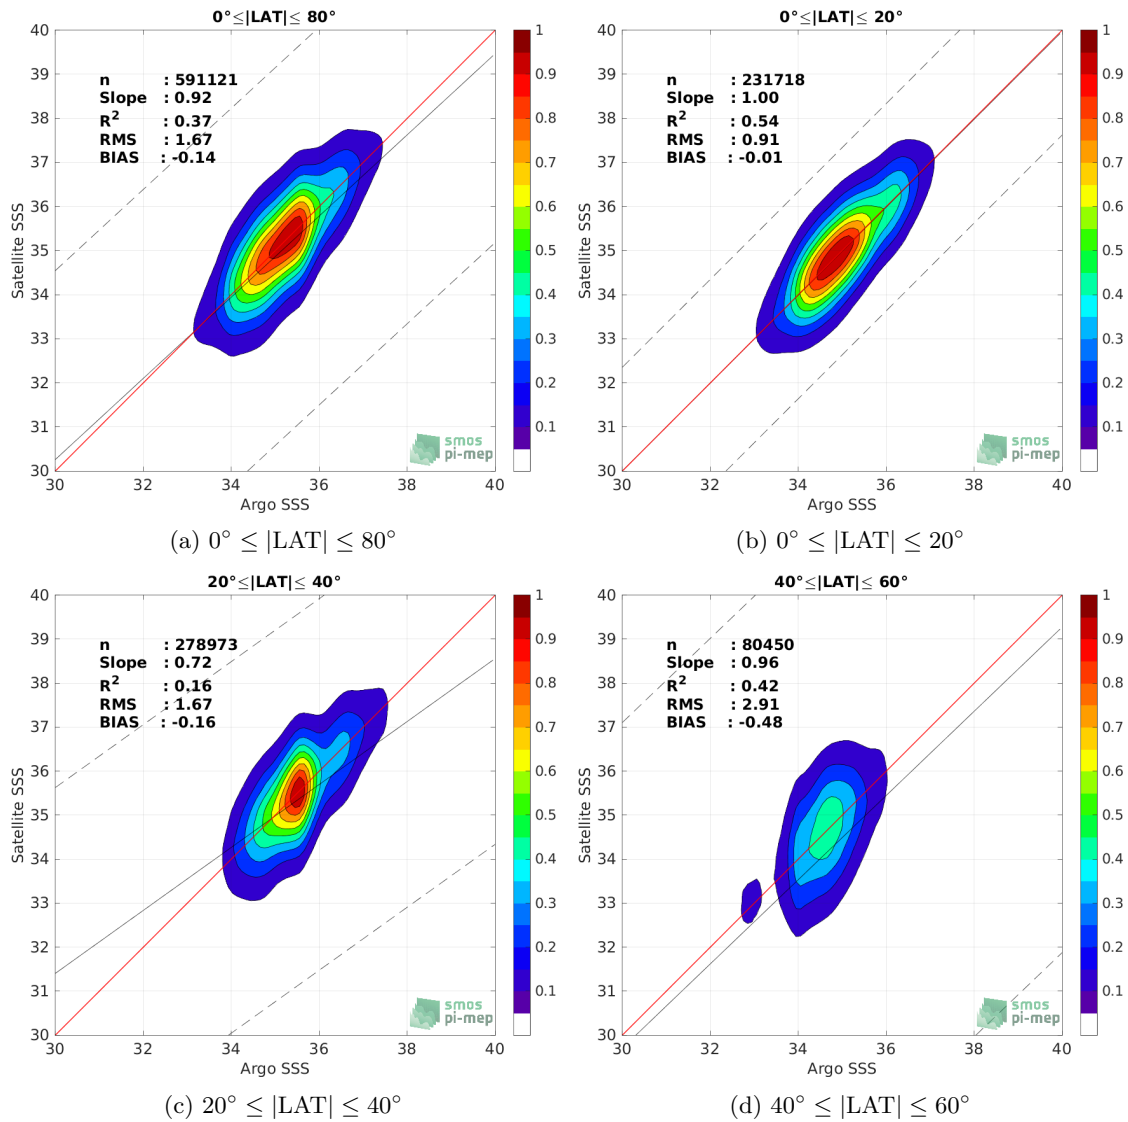 0°≤|LAT|≤ 80°
n : 591121
Slope : 0.92
R² : 0.37
RMS : 1.67
BIAS : -0.14
40
39
38
37
36
35
34
33
32
31
30
Satellite SSS
30 32 34 36 38 40
Argo SSS
1
0.9
0.8
0.7
0.6
0.5
0.4
0.3
0.2
0.1
smos
pi-mep
(a) 0° ≤ |LAT| ≤ 80°
0°≤|LAT|≤ 20°
n : 231718
Slope : 1.00
R² : 0.54
RMS : 0.91
BIAS : -0.01
40
39
38
37
36
35
34
33
32
31
30
Satellite SSS
30 32 34 36 38 40
Argo SSS
1
0.9
0.8
0.7
0.6
0.5
0.4
0.3
0.2
0.1
smos
pi-mep
(b) 0° ≤ |LAT| ≤ 20°
20°≤|LAT|≤ 40°
n : 278973
Slope : 0.72
R² : 0.16
RMS : 1.67
BIAS : -0.16
40
39
38
37
36
35
34
33
32
31
30
Satellite SSS
30 32 34 36 38 40
Argo SSS
1
0.9
0.8
0.7
0.6
0.5
0.4
0.3
0.2
0.1
smos
pi-mep
(c) 20° ≤ |LAT| ≤ 40°
40°≤|LAT|≤ 60°
n : 80450
Slope : 0.96
R² : 0.42
RMS : 2.91
BIAS : -0.48
40
39
38
37
36
35
34
33
32
31
30
Satellite SSS
30 32 34 36 38 40
Argo SSS
1
0.9
0.8
0.7
0.6
0.5
0.4
0.3
0.2
0.1
smos
pi-mep
(d) 40° ≤ |LAT| ≤ 60°